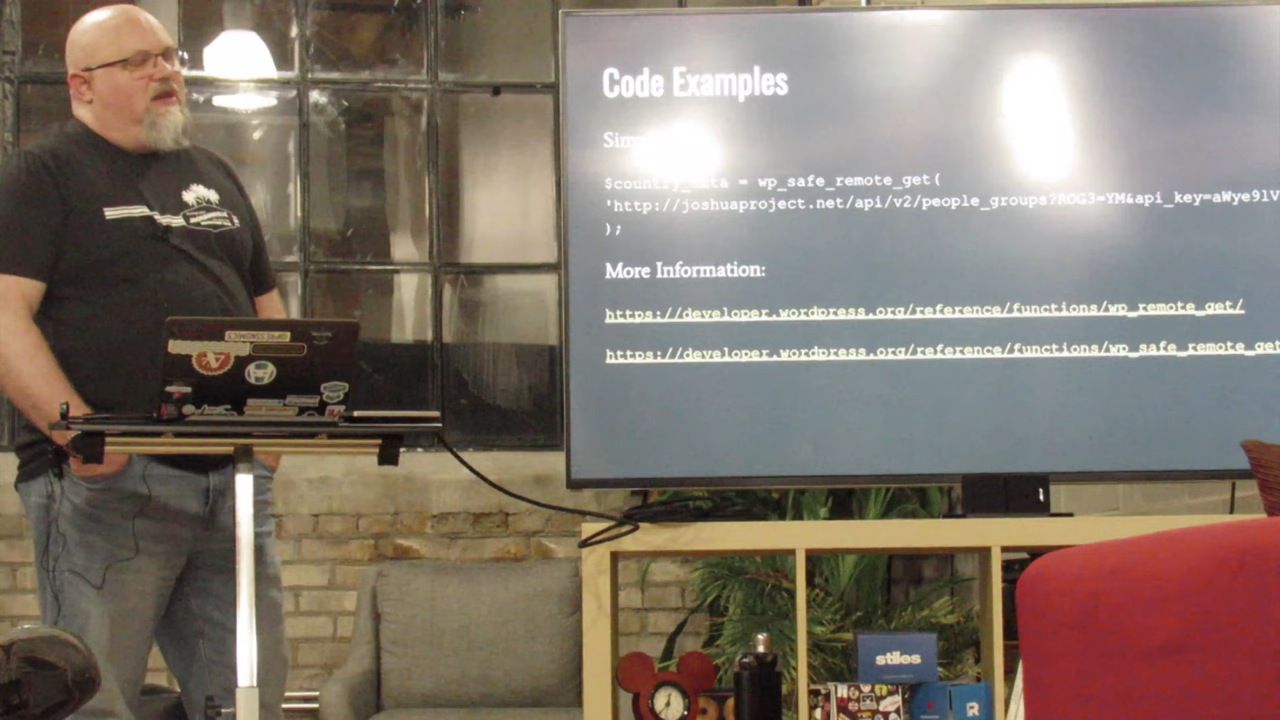 Code Examples
$country_data = wp_safe_remote_get(
'http://joshuaproject.net/api/v2/people_groups?ROG3=YM&api_key=aWye9lV
);
More Information:
https://developer.wordpress.org/reference/functions/wp_remote_get/
https://developer.wordpress.org/reference/functions/wp_safe_remote_get
stiles
R